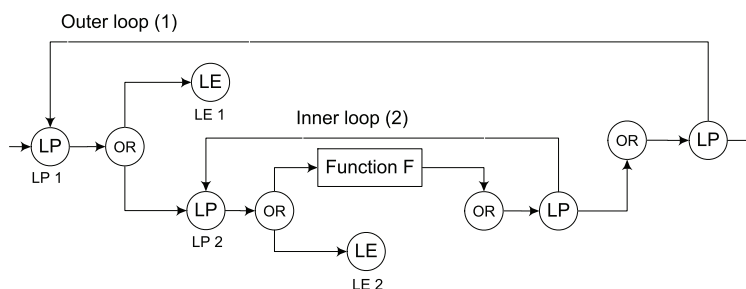 Outer loop (1)
LE
LE 1
Inner loop (2)
LP
OR
OR
LP
LP 1
Function F
LP
OR
OR
LP
LP 2
LE
LE 2